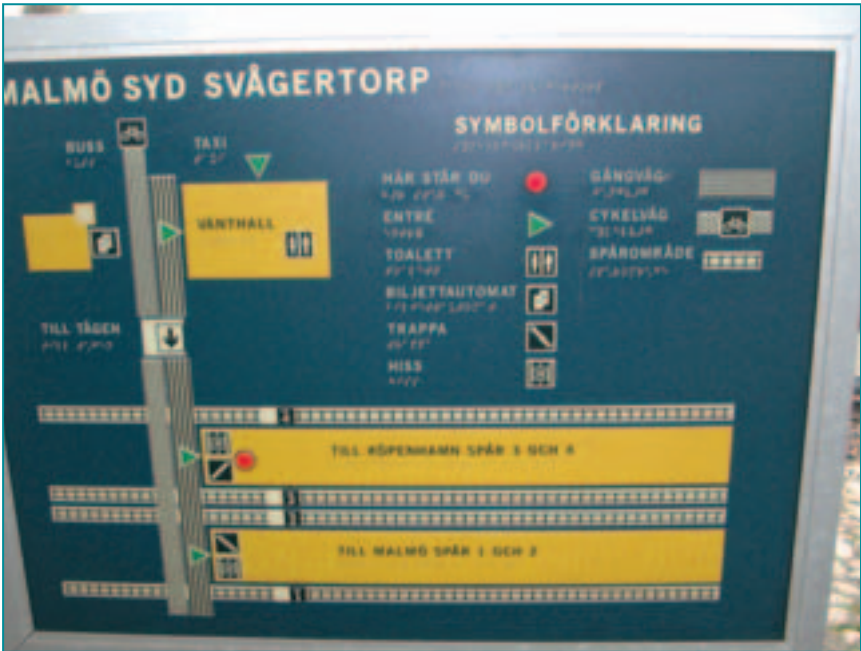 MALMÖ SYD SVÅGERTORP
SYMBOLFÖRKLARING
BUSS
TAXI
VÄNTHALL
TILL TÅGEN
HÄR STÅR DU
ENTRÉ
TOALETT
BILJETTAUTOMAT
TRAPPA
HISS
GÅNGVÄG
CYKELVÄG
SPÅROMRÅDE
TILL KÖPENHAMN SPÅR 3 OCH
TILL MALMÖ SPÅR 1 OCH 2